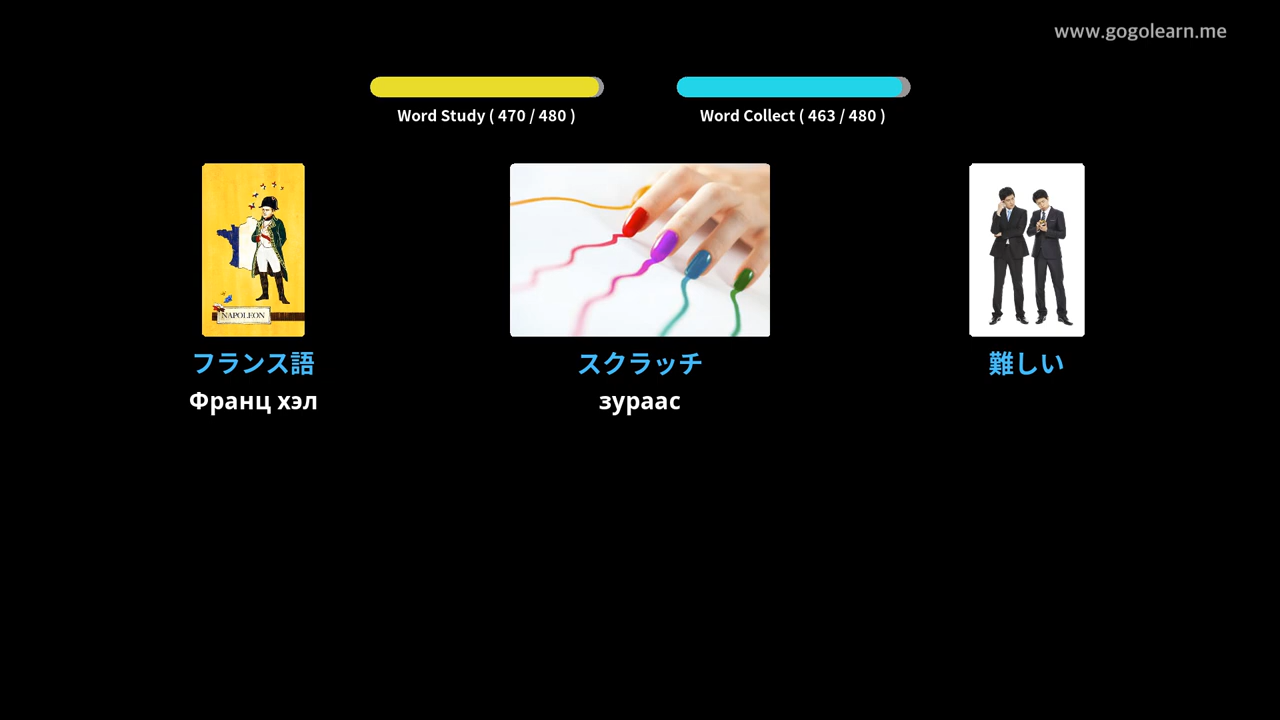 www.gogolearn.me
Word Study ( 470 / 480 )
Word Collect ( 463 / 480 )
NAPOLEON
フランス語
スクラッチ
難しい
Франц хэл
зураас